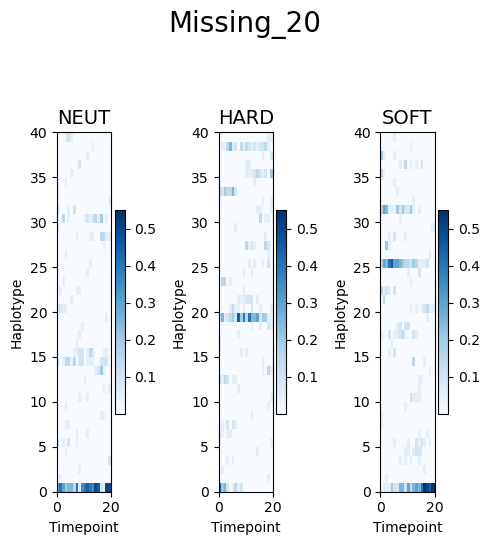 Missing_20
NEUT HARD SOFT
40 40 40
35 35 35
30 30 30
25 25 25
20 20 20
15 15 15
10 10 10
5 5 5
0 0 0
Haplotype Haplotype Haplotype
0.5 0.5 0.5
0.4 0.4 0.4
0.3 0.3 0.3
0.2 0.2 0.2
0.1 0.1 0.1
0 20 0 20 0 20
Timepoint Timepoint Timepoint